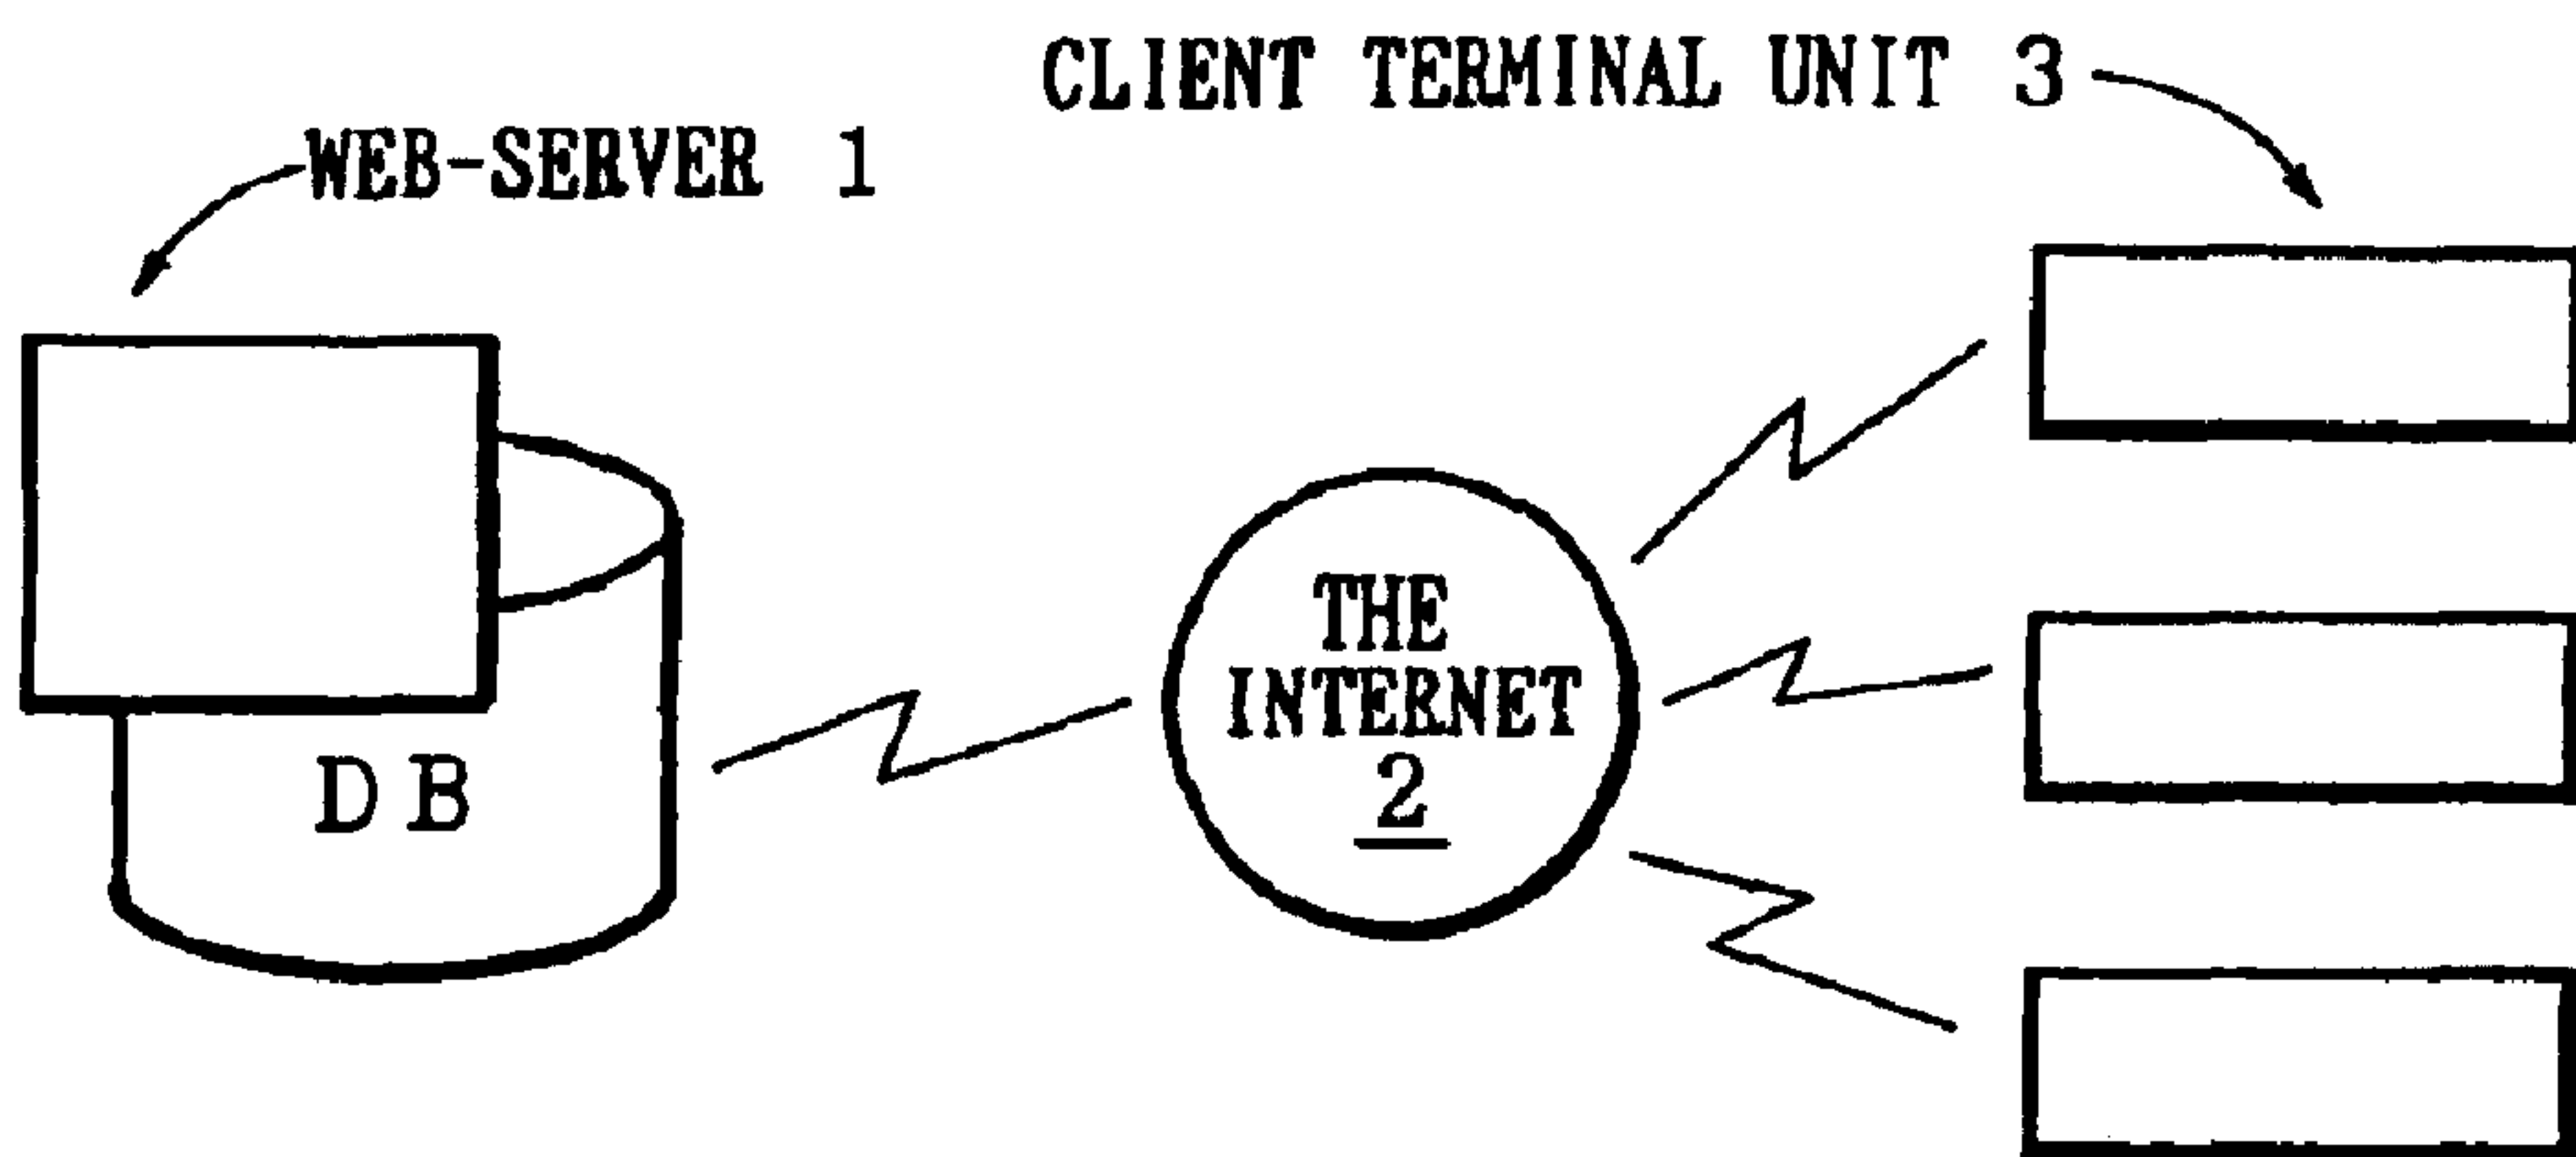 CLIENT TERMINAL UNIT 3
WEB-SERVER 1
THE
INTERNET
2
DB